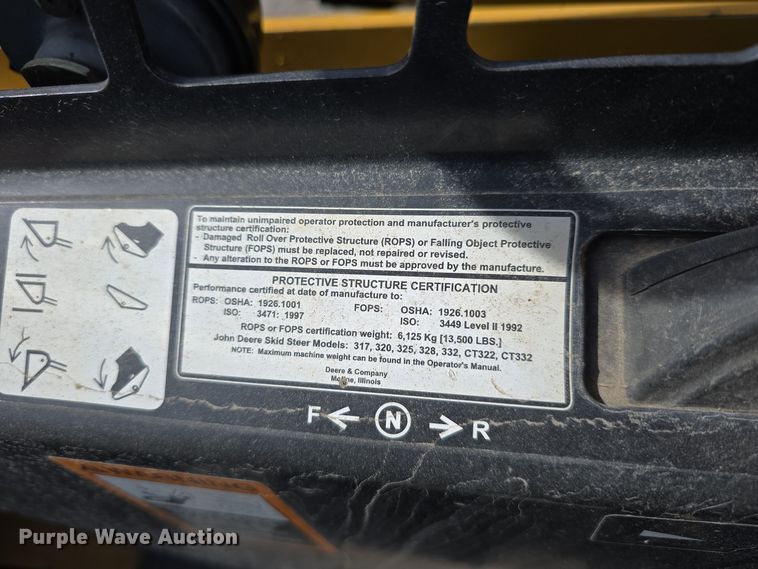 To maintain unimpaired operator protection and manufacturer's protective
structure certification:
- Damaged Roll Over Protective Structure (ROPS) or Falling Object Protective
Structure (FOPS) must be replaced, not repaired or revised.
- Any alteration to the ROPS or FOPS must be approved by the manufacture.
PROTECTIVE STRUCTURE CERTIFICATION
Performance certified at date of manufacture to:
ROPS: OSHA: 1926.1001 FOPS: OSHA: 1926.1003
ISO: 3471: 1997 ISO: 3449 Level II 1992
ROPS or FOPS certification weight: 6,125 Kg [13,500 LBS.]
John Deere Skid Steer Models: 317, 320, 325, 328, 332, CT322, CT332
NOTE: Maximum machine weight can be found in the Operator's Manual.
Deere & Company
Moline, Illinois
F N R
Purple Wave Auction